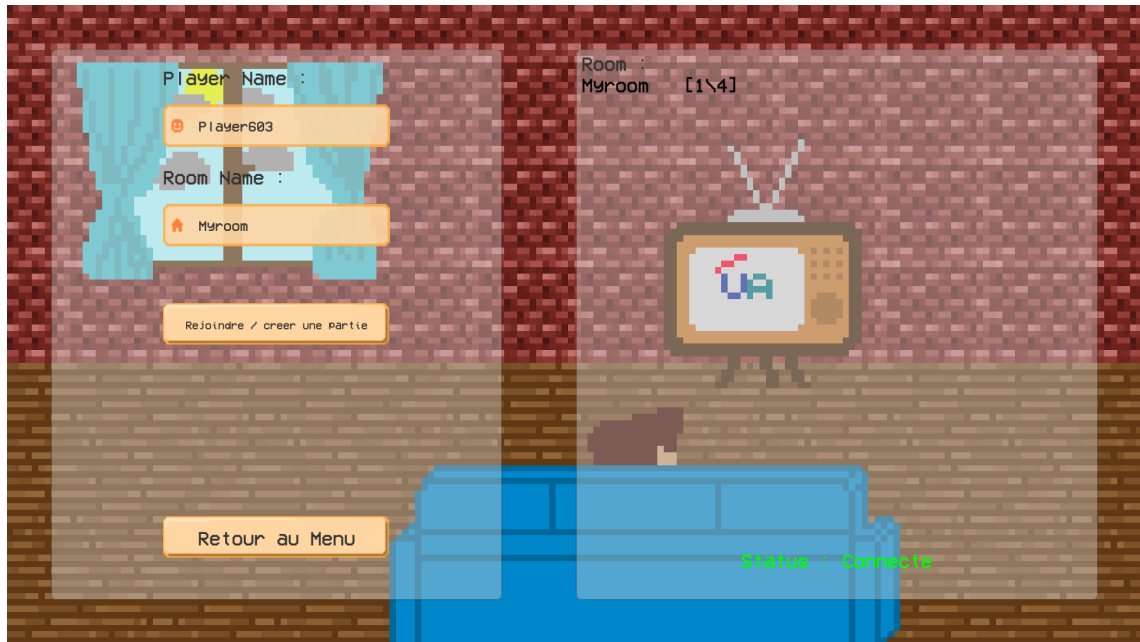 Player Name :
Player603
Room Name :
Myroom
Rejoindre / creer une partie
Retour au Menu
Room :
Myroom [1\4]
UA
Status : Connecte